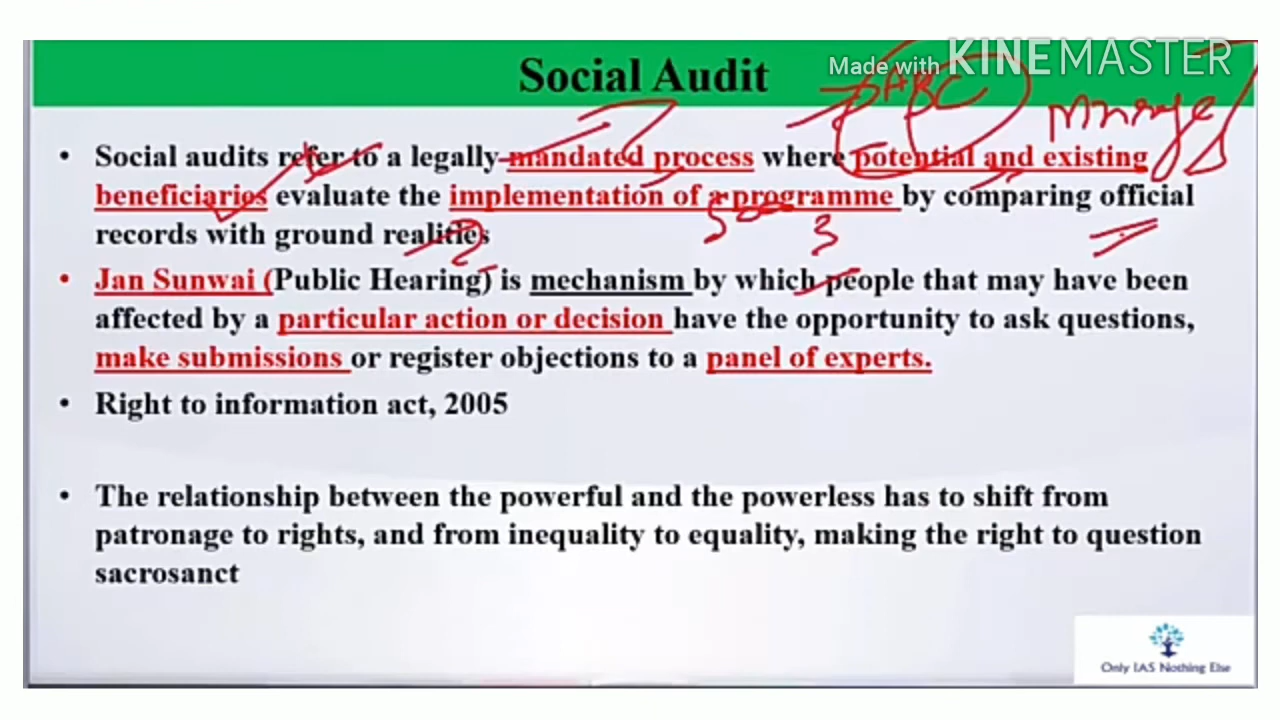 Social Audit
Made with KINEMASTER
ABC
• Social audits refer to a legally mandated process where potential and existing
beneficiaries evaluate the implementation of a programme by comparing official
records with ground realities
• Jan Sunwai (Public Hearing) is mechanism by which people that may have been
affected by a particular action or decision have the opportunity to ask questions,
make submissions or register objections to a panel of experts.
• Right to information act, 2005
• The relationship between the powerful and the powerless has to shift from
patronage to rights, and from inequality to equality, making the right to question
sacrosanct
Only IAS Nothing Else